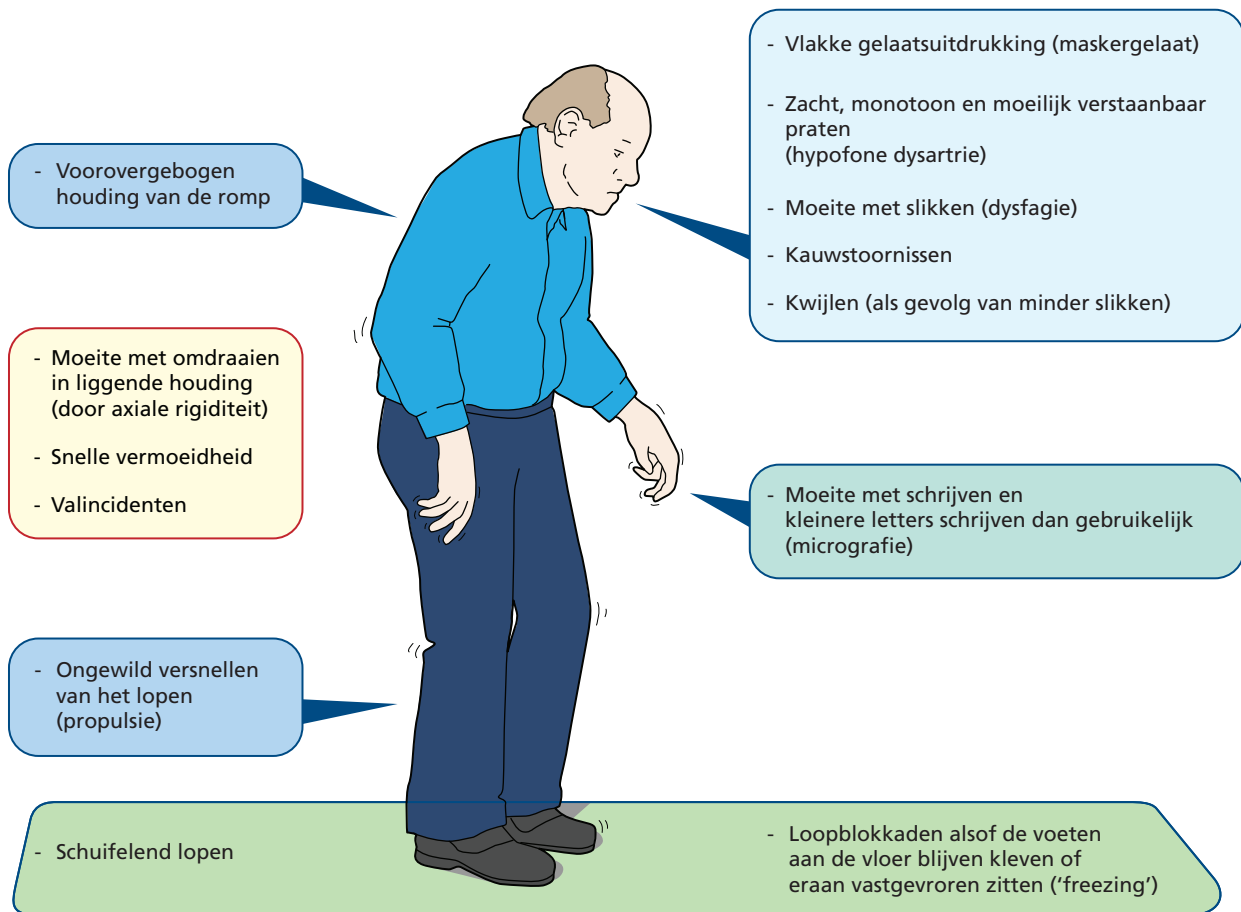 - Vlakke gelaatsuitdrukking (maskergelaat)
- Zacht, monotoon en moeilijk verstaanbaar
praten
(hypofone dysartrie)
- Moeite met slikken (dysfagie)
- Kauwstoornissen
- Kwijlen (als gevolg van minder slikken)
- Voorovergebogen
houding van de romp
- Moeite met omdraaien
in liggende houding
(door axiale rigiditeit)
- Snelle vermoeidheid
- Valincidenten
- Moeite met schrijven en
kleinere letters schrijven dan gebruikelijk
(micrografie)
- Ongewild versnellen
van het lopen
(propulsie)
- Schuifelend lopen
- Loopblokkaden alsof de voeten
aan de vloer blijven kleven of
eraan vastgevroren zitten (‘freezing’)